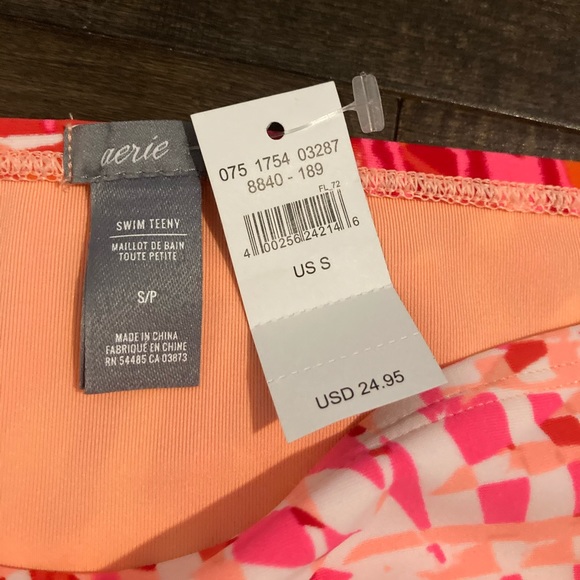 aerie
SWIM TEENY
MAILLOT DE BAIN
TOUTE PETITE
S/P
MADE IN CHINA
FABRIQUÉ EN CHINE
RN 54485 CA 03873
075 1754 03287
8840 - 189
FL_72
4 00256 24214 6
US S
USD 24.95